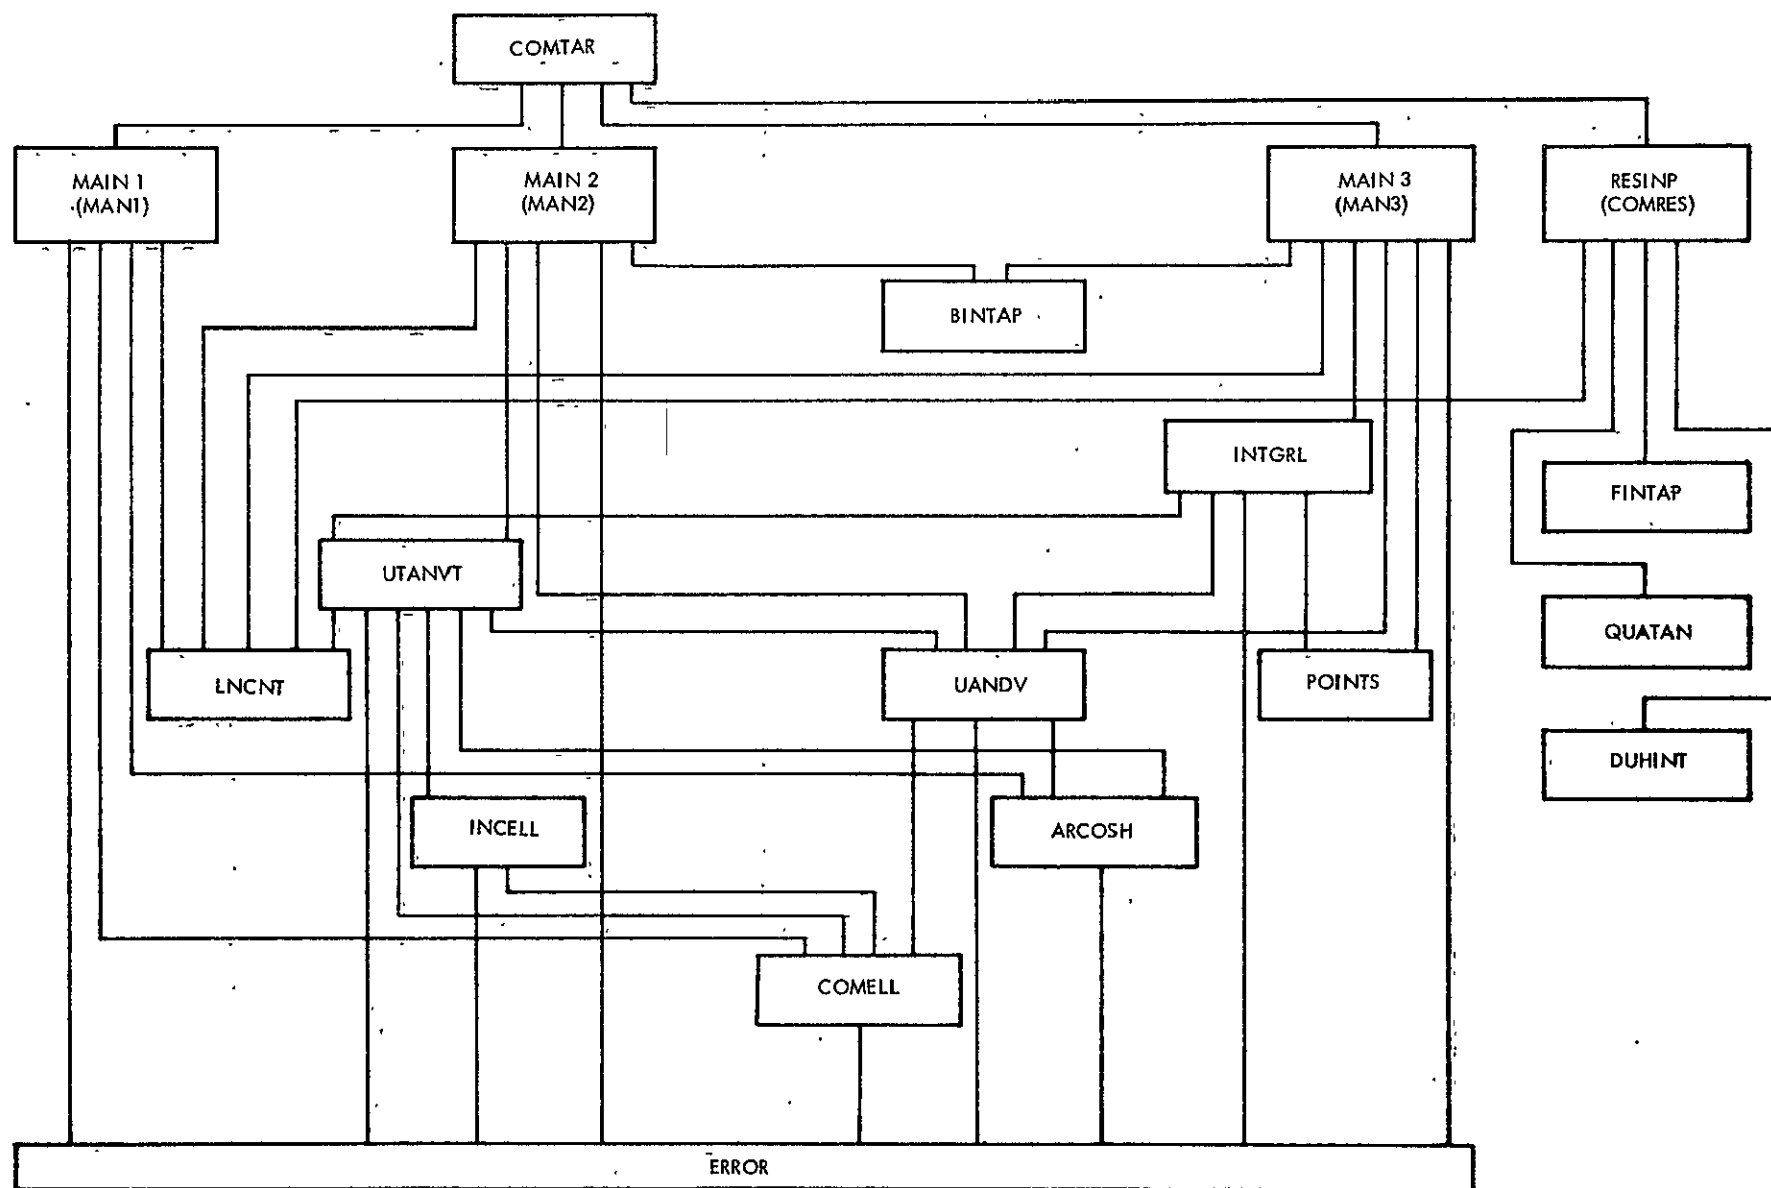 COMTAR
MAIN 1
(MAN1)
MAIN 2
(MAN2)
MAIN 3
(MAN3)
RESINP
(COMRES)
BINTAP
INTGRL
FINTAP
UTANVT
QUATAN
LNCNT
UANDV
POINTS
DUHINT
INCELL
ARCOSH
COMELL
ERROR